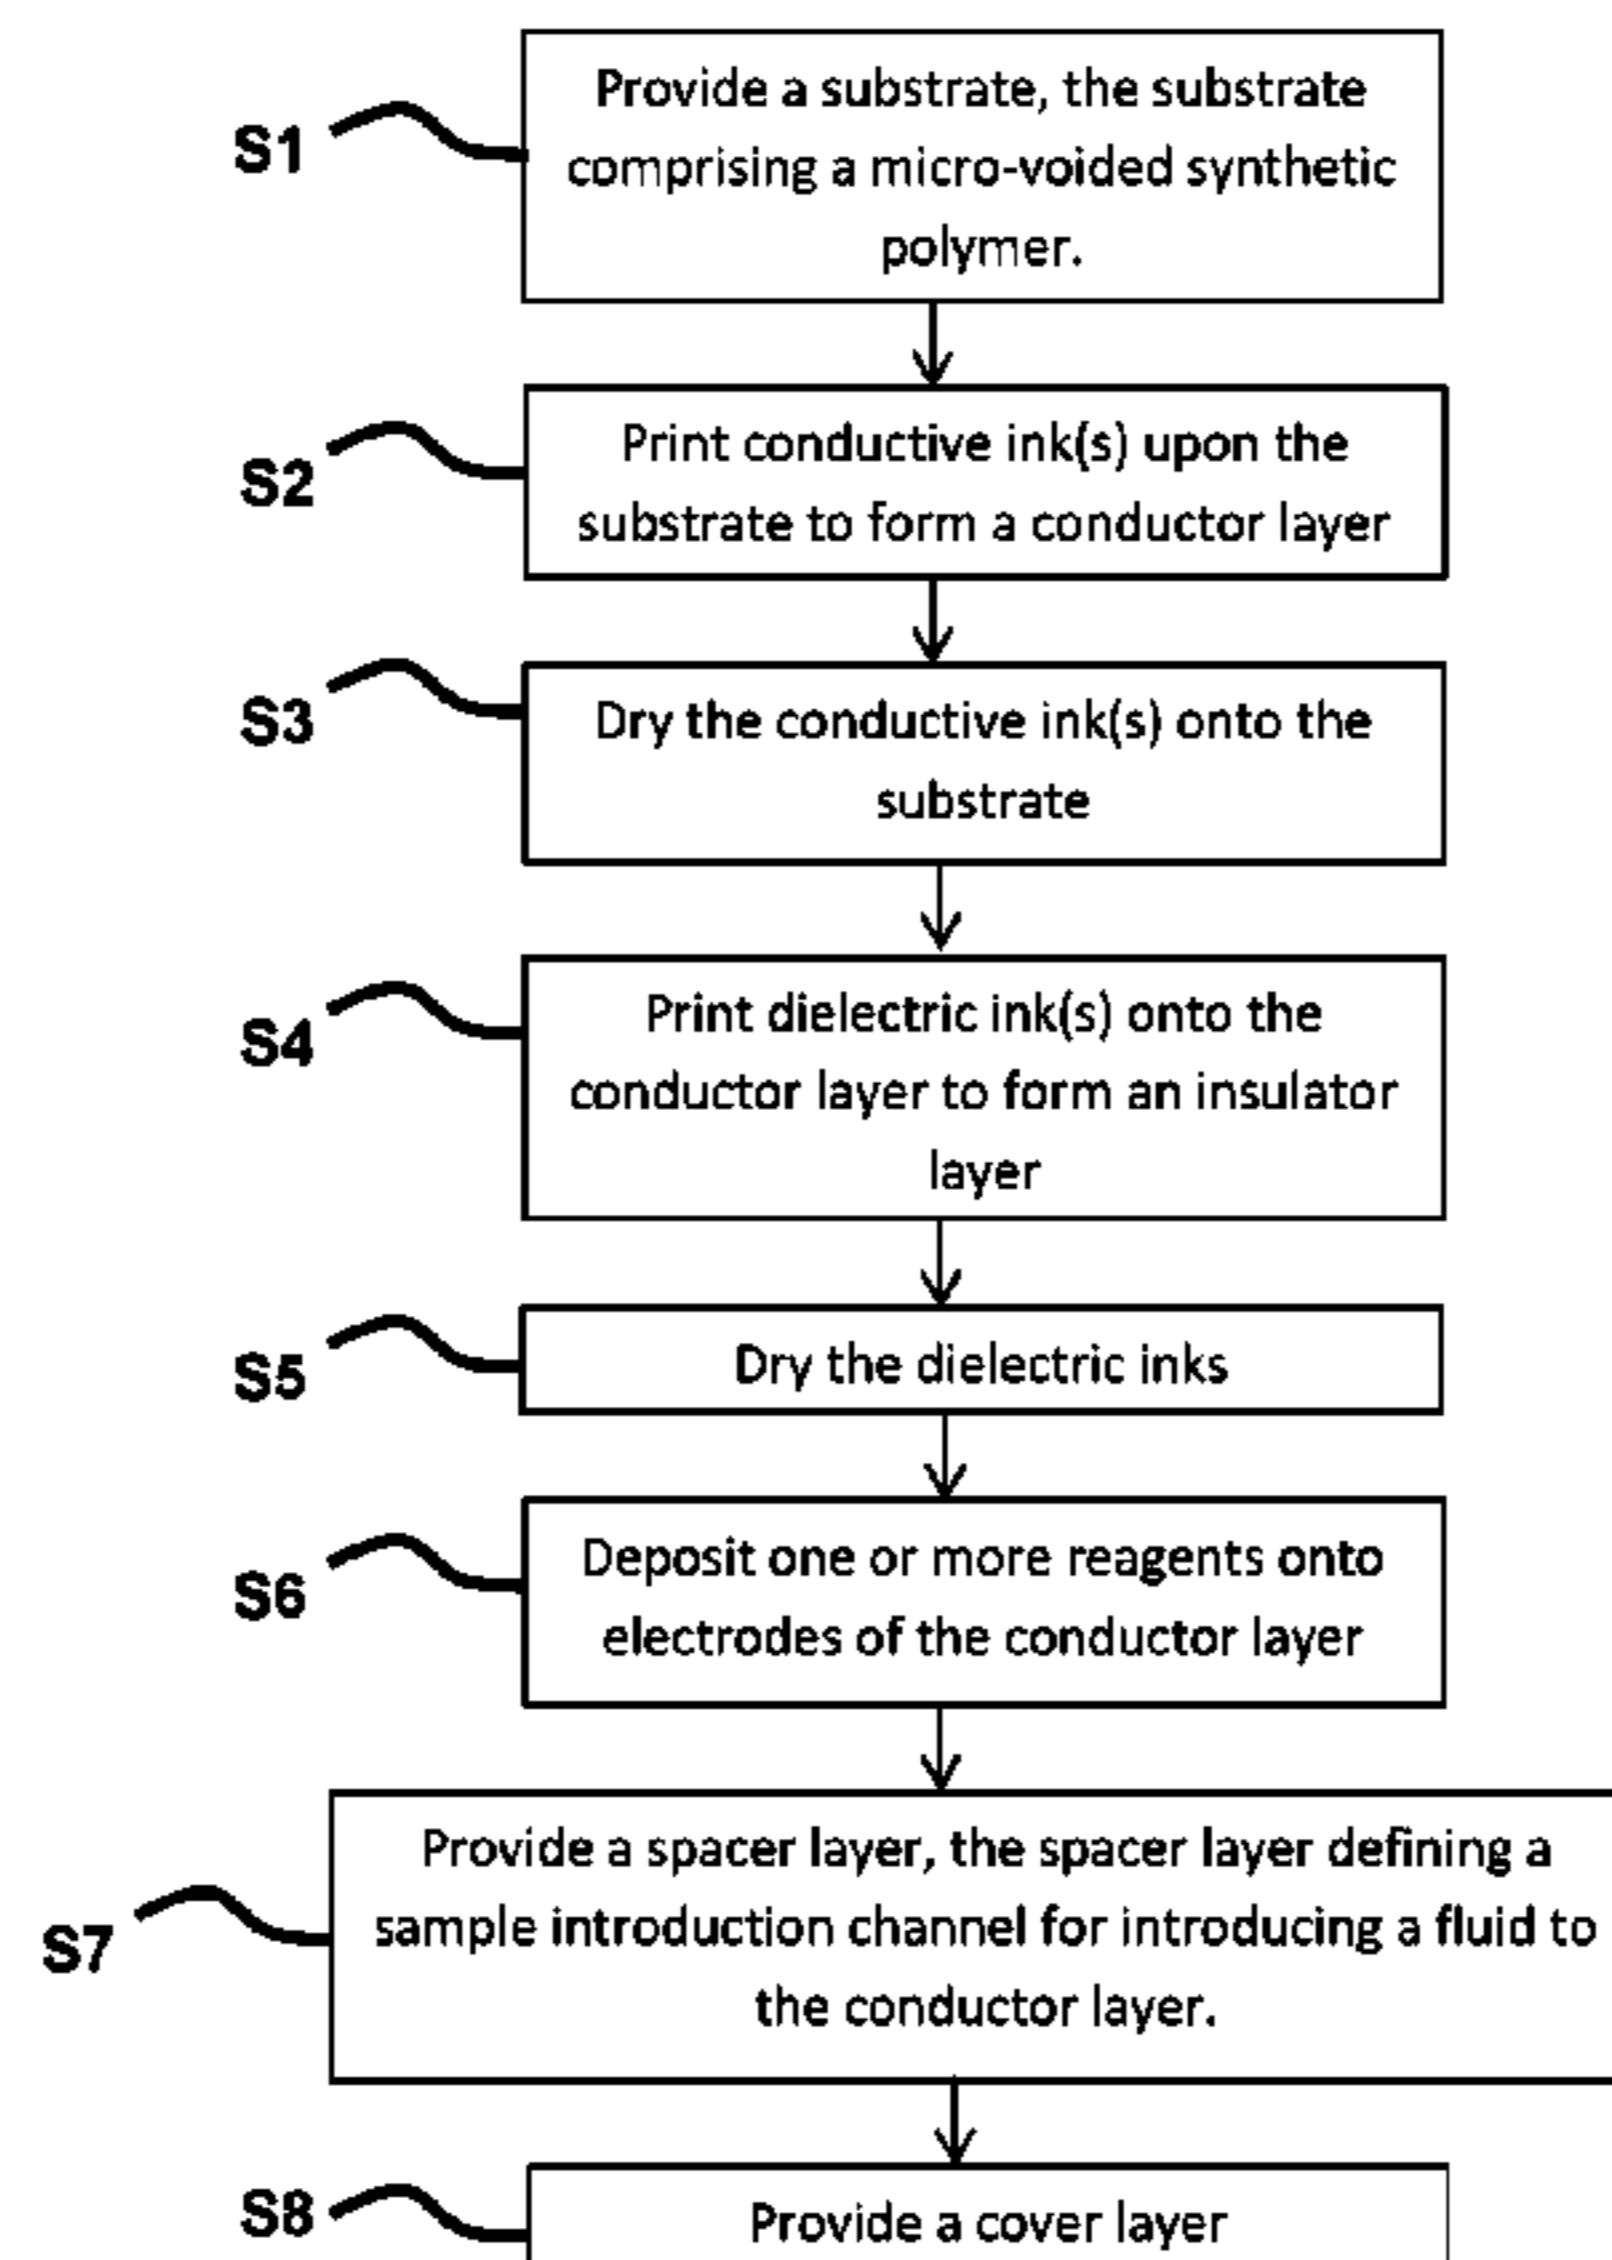 S1
Provide a substrate, the substrate
comprising a micro-voided synthetic
polymer.
S2
Print conductive ink(s) upon the
substrate to form a conductor layer
S3
Dry the conductive ink(s) onto the
substrate
S4
Print dielectric ink(s) onto the
conductor layer to form an insulator
layer
S5
Dry the dielectric inks
S6
Deposit one or more reagents onto
electrodes of the conductor layer
S7
Provide a spacer layer, the spacer layer defining a
sample introduction channel for introducing a fluid to
the conductor layer.
S8
Provide a cover layer